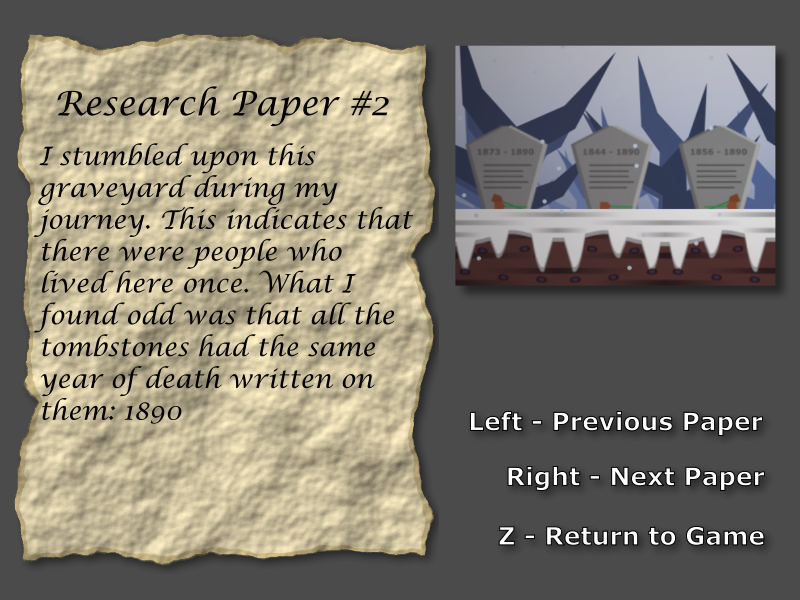 Research Paper #2
I stumbled upon this
graveyard during my
journey. This indicates that
there were people who
lived here once. What I
found odd was that all the
tombstones had the same
year of death written on
them: 1890
1873 - 1890
1844 - 1890
1856 - 1890
Left - Previous Paper
Right - Next Paper
Z - Return to Game